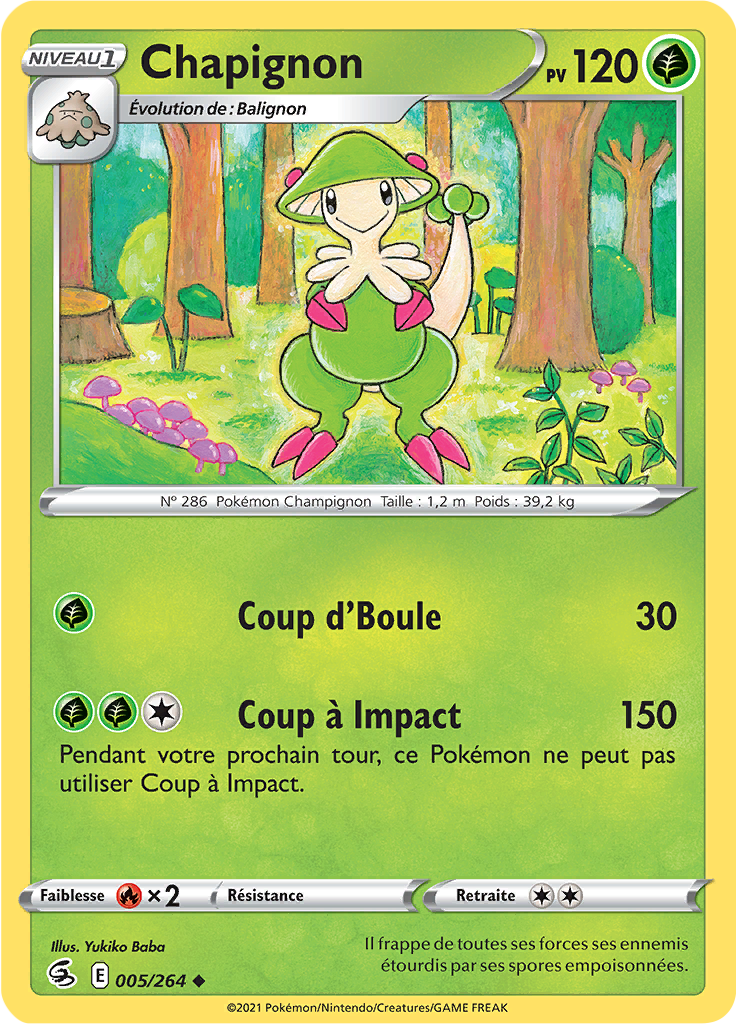 NIVEAU 1
Chapignon
PV 120
Évolution de : Balignon
N° 286 Pokémon Champignon Taille : 1,2 m Poids : 39,2 kg
Coup d'Boule 30
Coup à Impact 150
Pendant votre prochain tour, ce Pokémon ne peut pas
utiliser Coup à Impact.
Faiblesse ×2 Résistance Retraite
Illus. Yukiko Baba
Il frappe de toutes ses forces ses ennemis
étourdis par ses spores empoisonnées.
E 005/264
©2021 Pokémon/Nintendo/Creatures/GAME FREAK